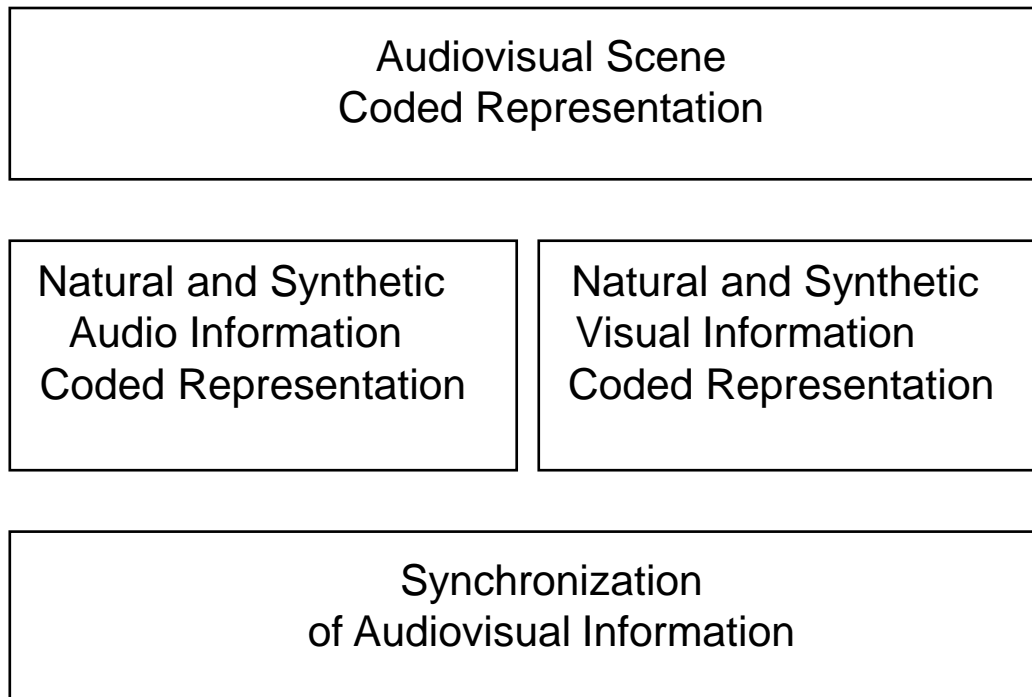 Audiovisual Scene
Coded Representation
Natural and Synthetic
Audio Information
Coded Representation
Natural and Synthetic
Visual Information
Coded Representation
Synchronization
of Audiovisual Information